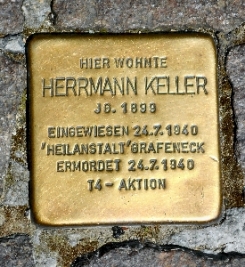 HIER WOHNTE
HERRMANN KELLER
JG. 1899
EINGEWIESEN 24.7.1940
"HEILANSTALT" GRAFENECK
ERMORDET 24.7.1940
T4 - AKTION